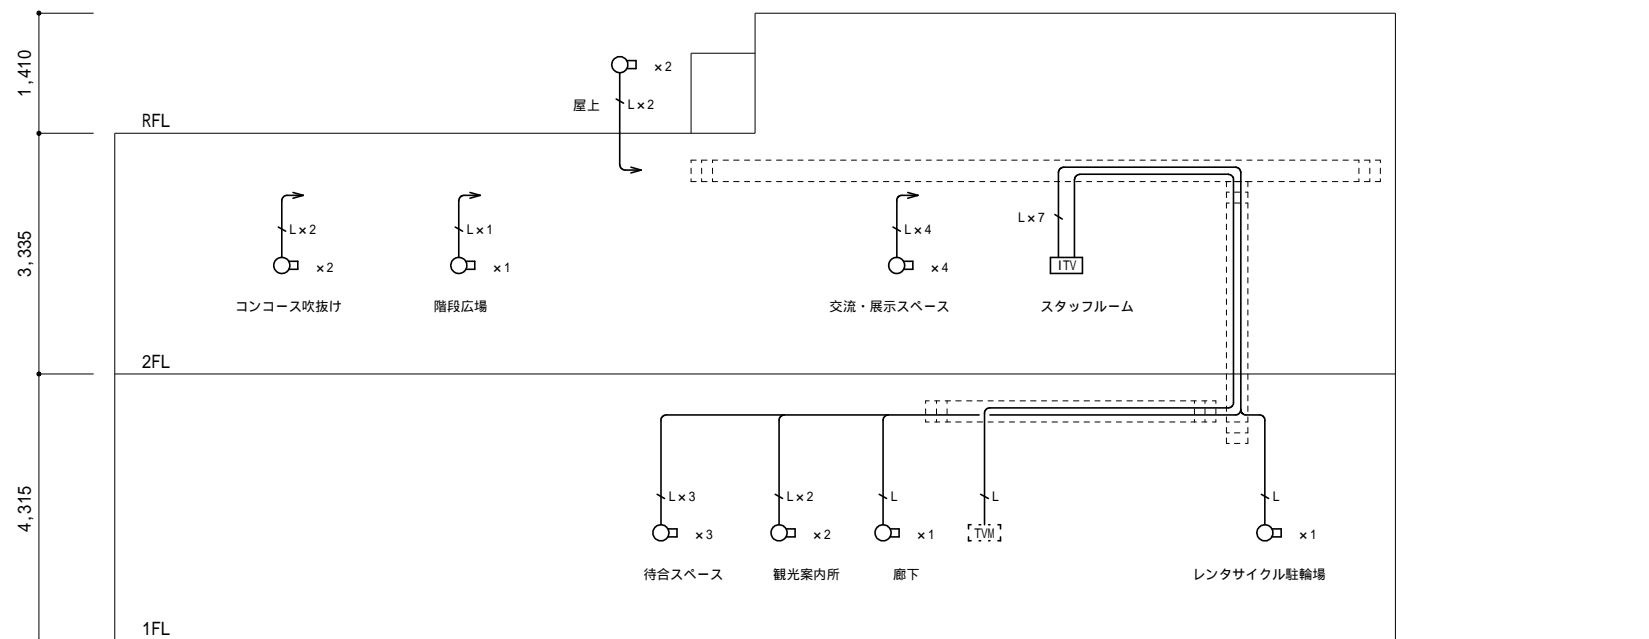 1,410
×2
屋上
L×2
RFL
3,335
L×2
L×1
L×4
L×7
×2
×1
×4
ITV
コンコース吹抜け
階段広場
交流・展示スペース
スタッフルーム
2FL
4,315
L×3
L×2
L
L
L
×3
×2
×1
TVM
×1
待合スペース
観光案内所
廊下
レンタサイクル駐輪場
1FL